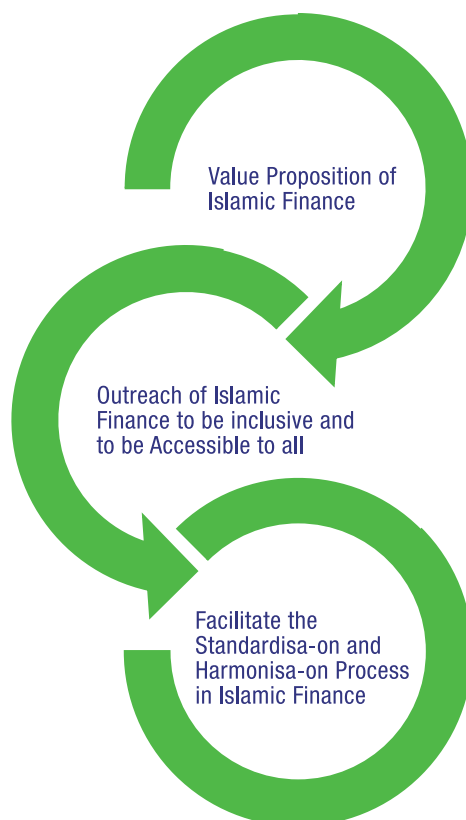 Value Proposition of
Islamic Finance
Outreach of Islamic
Finance to be inclusive and
to be Accessible to all
Facilitate the
Standardisa-on and
Harmonisa-on Process
in Islamic Finance